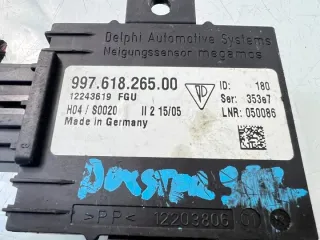 Delphi Automotive Systems
Neigungssensor megamos
997.618.265.00
ID: 180
12243619 FGU
Ser: 353e7
H04 / S0020 II 2 15/05
LNR: 050086
Made in Germany
>PP< 12203806